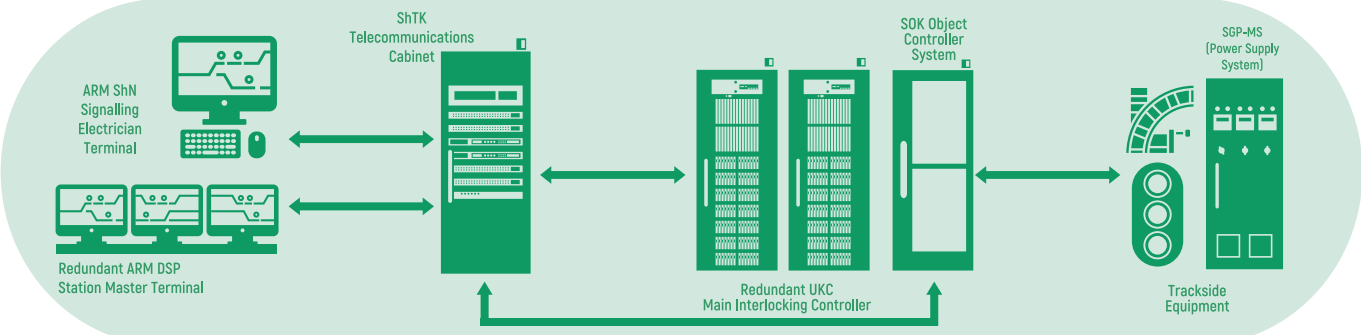 ARM ShN
Signalling
Electrician
Terminal
Redundant ARM DSP
Station Master Terminal
ShTK
Telecommunications
Cabinet
Redundant UKC
Main Interlocking Controller
SOK Object
Controller
System
Trackside
Equipment
SGP-MS
(Power Supply
System)